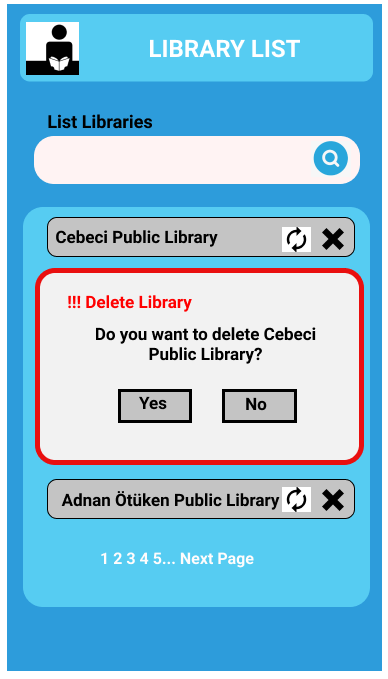 LIBRARY LIST
List Libraries
Cebeci Public Library
!!! Delete Library
Do you want to delete Cebeci
Public Library?
Yes
No
Adnan Ötüken Public Library
1 2 3 4 5... Next Page